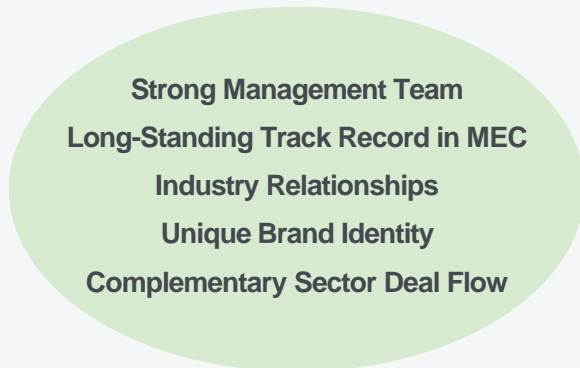 Strong Management Team
Long-Standing Track Record in MEC
Industry Relationships
Unique Brand Identity
Complementary Sector Deal Flow